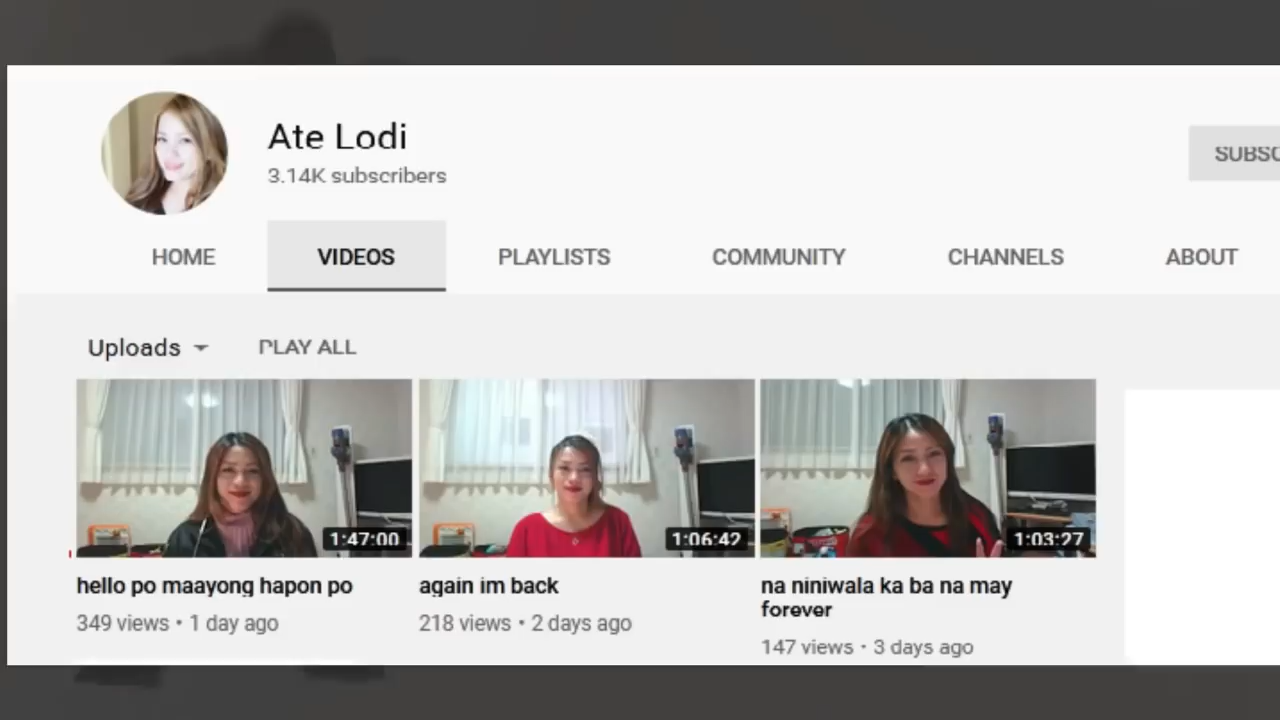 Ate Lodi
3.14K subscribers
SUBSC
HOME VIDEOS PLAYLISTS COMMUNITY CHANNELS ABOUT
Uploads PLAY ALL
1:47:00 1:06:42 1:03:27
hello po maayong hapon po
349 views • 1 day ago
again im back
218 views • 2 days ago
na niniwala ka ba na may
forever
147 views • 3 days ago